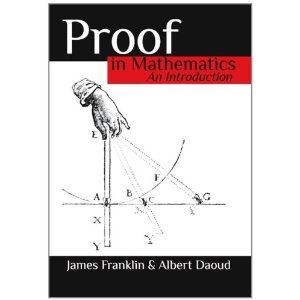 Proof
in Mathematics
An Introduction
E
F
A
B
C
G
X
X
Y
Y
Y
James Franklin & Albert Daoud